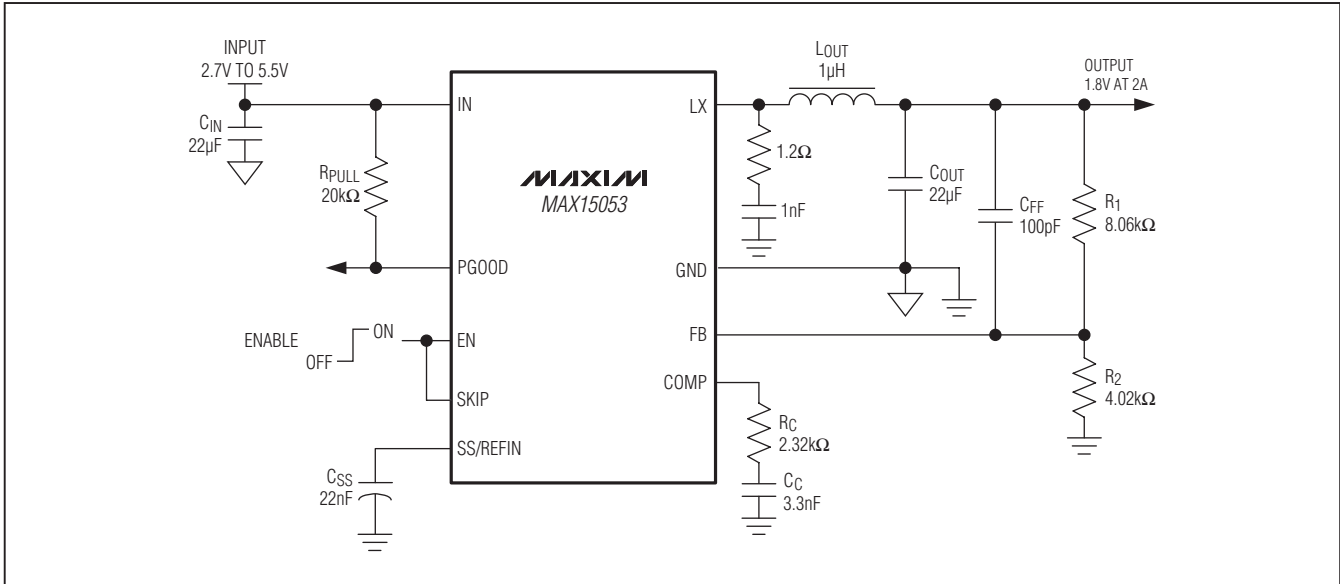 INPUT
2.7V TO 5.5V
CIN
22µF
RPULL
20kΩ
IN
PGOOD
ENABLE
OFF
ON
EN
SKIP
SS/REFIN
CSS
22nF
MAXIM
MAX15053
LX
GND
FB
COMP
LOUT
1µH
1.2Ω
1nF
COUT
22µF
CFF
100pF
OUTPUT
1.8V AT 2A
R1
8.06kΩ
R2
4.02kΩ
RC
2.32kΩ
CC
3.3nF